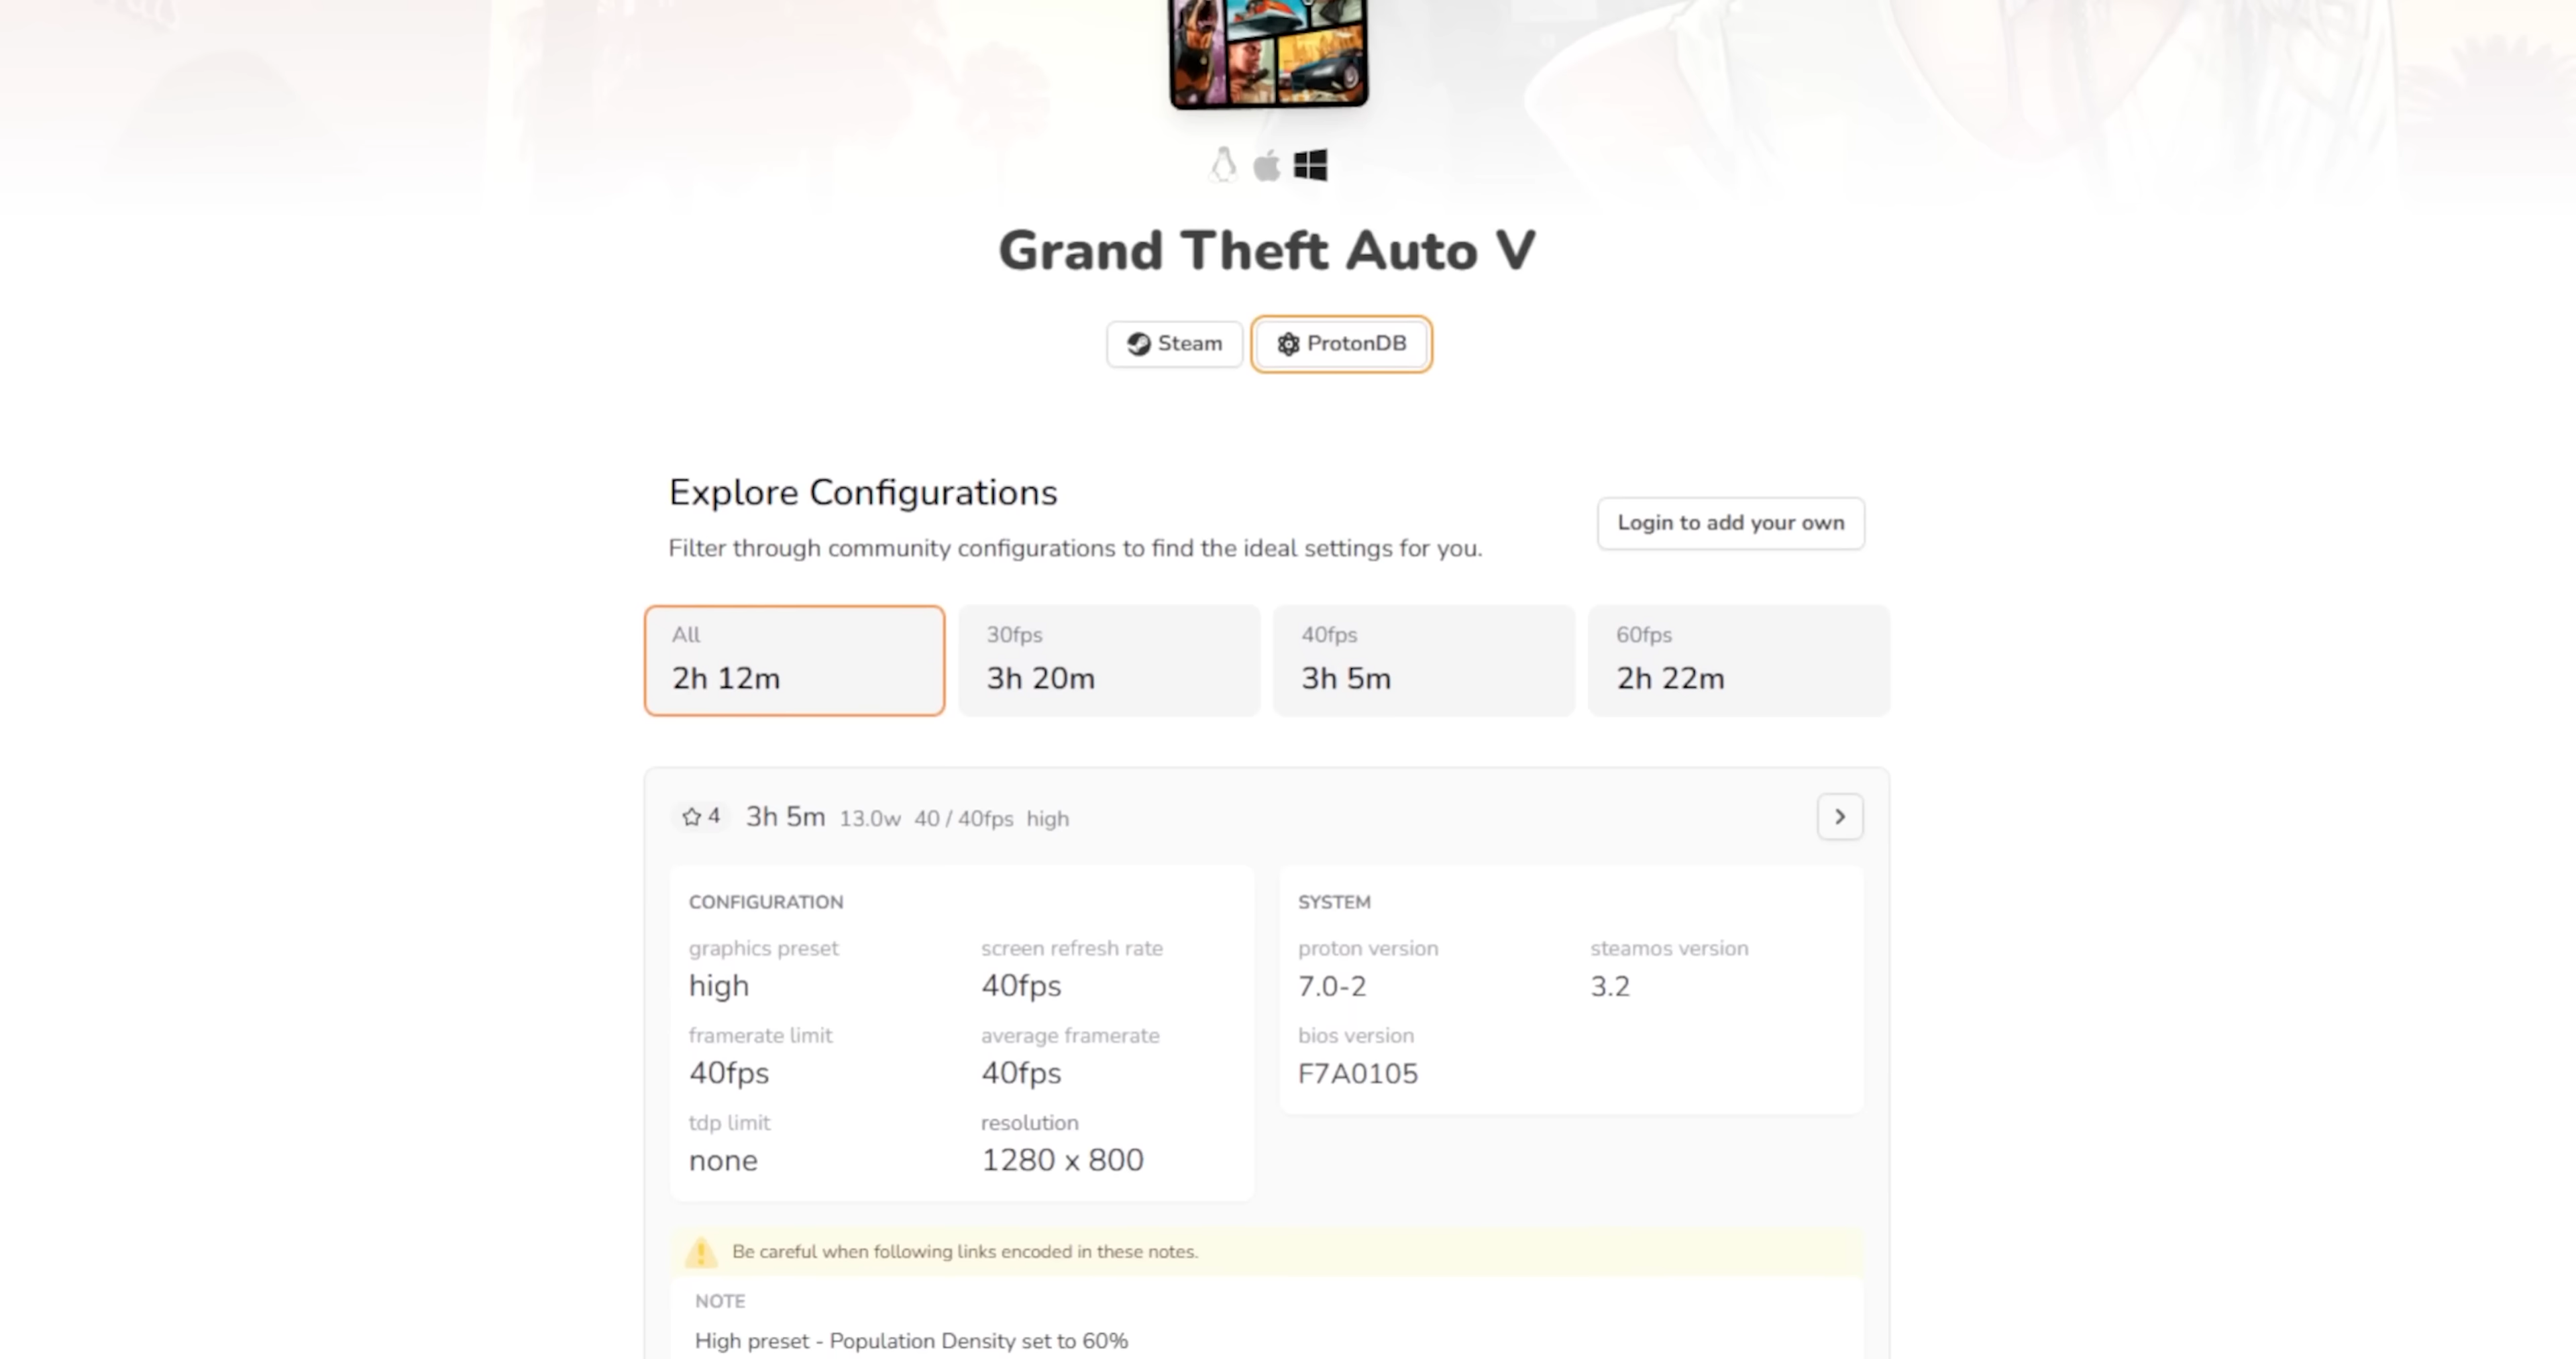 Grand Theft Auto V
Steam
ProtonDB
Explore Configurations
Filter through community configurations to find the ideal settings for you.
Login to add your own
All
2h 12m
30fps
3h 20m
40fps
3h 5m
60fps
2h 22m
4 3h 5m 13.0w 40 / 40fps high
CONFIGURATION
graphics preset
high
screen refresh rate
40fps
framerate limit
40fps
average framerate
40fps
tdp limit
none
resolution
1280 x 800
SYSTEM
proton version
7.0-2
steamos version
3.2
bios version
F7A0105
Be careful when following links encoded in these notes.
NOTE
High preset - Population Density set to 60%